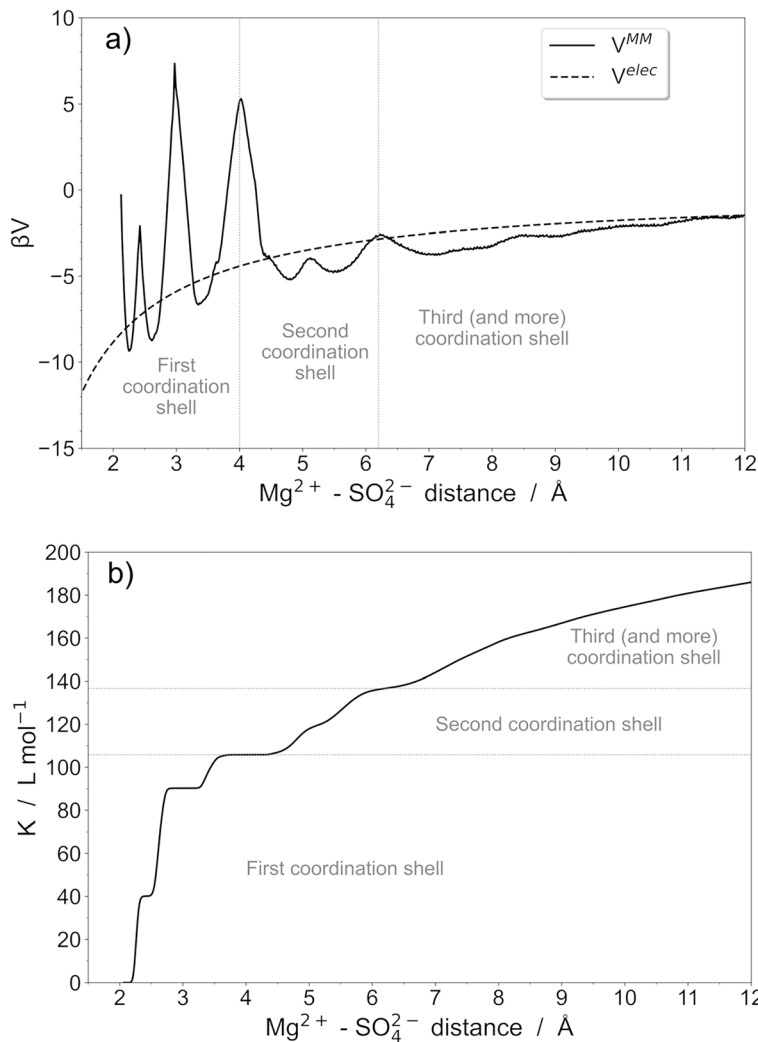 a)
10
5
0
−5
−10
−15
βV
V^{MM}
V^{elec}
First
coordination
shell
Second
coordination
shell
Third (and more)
coordination shell
2 3 4 5 6 7 8 9 10 11 12
Mg²⁺ - SO₄²⁻ distance / Å
b)
200
180
160
140
120
100
80
60
40
20
0
K / L mol⁻¹
Third (and more)
coordination shell
Second coordination shell
First coordination shell
2 3 4 5 6 7 8 9 10 11 12
Mg²⁺ - SO₄²⁻ distance / Å